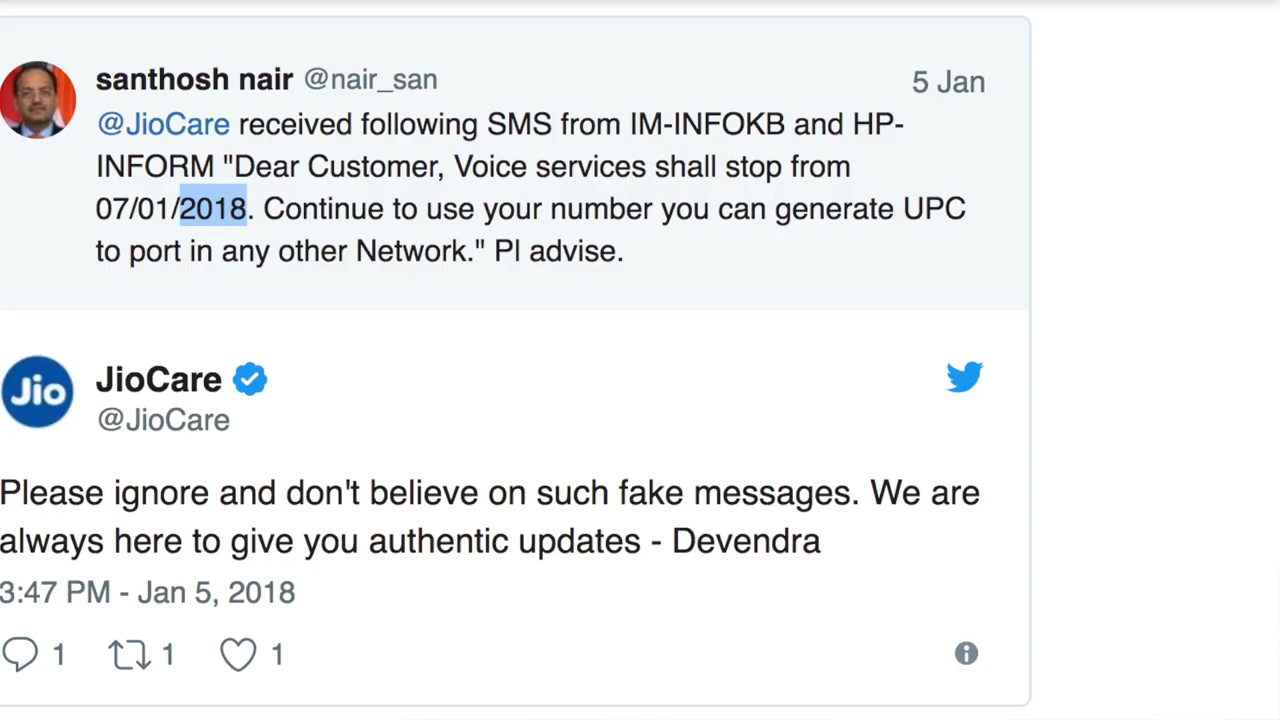 santhosh nair @nair_san 5 Jan
@JioCare received following SMS from IM-INFOKB and HP-
INFORM "Dear Customer, Voice services shall stop from
07/01/2018. Continue to use your number you can generate UPC
to port in any other Network." Pl advise.
Jio
JioCare
@JioCare
Please ignore and don't believe on such fake messages. We are
always here to give you authentic updates - Devendra
3:47 PM - Jan 5, 2018
1 1 1